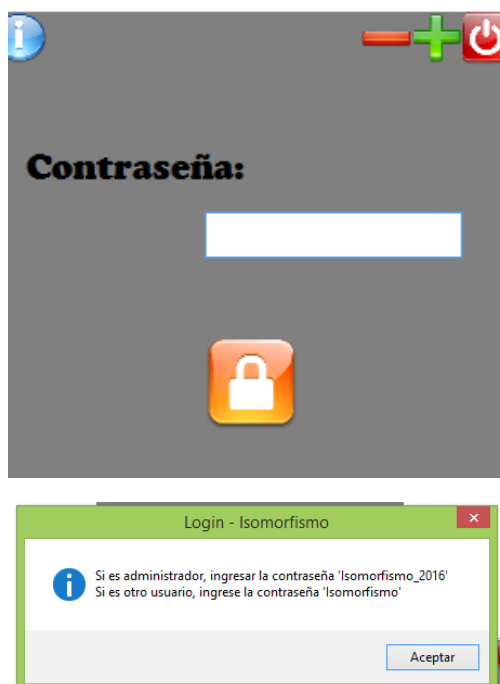 Contraseña:
Login - Isomorfismo
Si es administrador, ingresar la contraseña 'Isomorfismo_2016'
Si es otro usuario, ingrese la contraseña 'Isomorfismo'
Aceptar